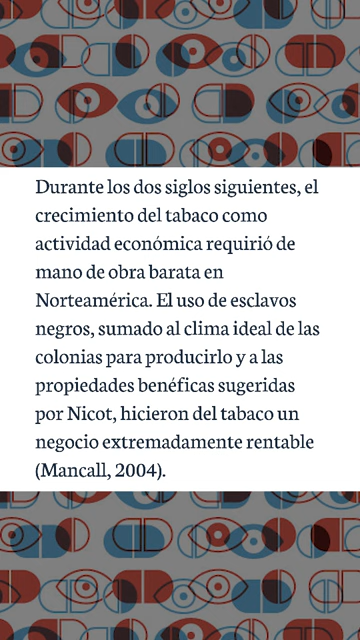 Durante los dos siglos siguientes, el
crecimiento del tabaco como
actividad económica requirió de
mano de obra barata en
Norteamérica. El uso de esclavos
negros, sumado al clima ideal de las
colonias para producirlo y a las
propiedades benéficas sugeridas
por Nicot, hicieron del tabaco un
negocio extremadamente rentable
(Mancall, 2004).